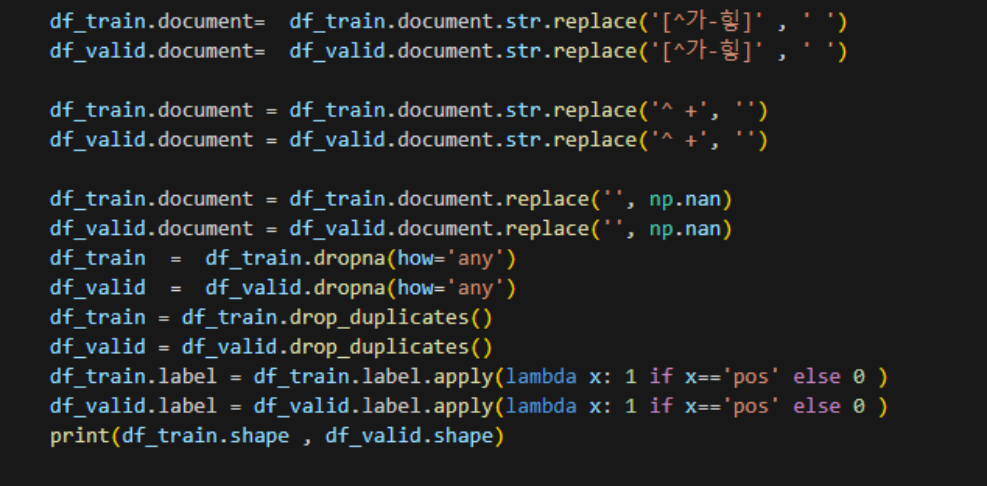 df_train.document=  df_train.document.str.replace('[^가-힣]' , ' ')
df_valid.document=  df_valid.document.str.replace('[^가-힣]' , ' ')
df_train.document = df_train.document.str.replace('^ +', '')
df_valid.document = df_valid.document.str.replace('^ +', '')
df_train.document = df_train.document.replace('', np.nan)
df_valid.document = df_valid.document.replace('', np.nan)
df_train  =  df_train.dropna(how='any')
df_valid  =  df_valid.dropna(how='any')
df_train = df_train.drop_duplicates()
df_valid = df_valid.drop_duplicates()
df_train.label = df_train.label.apply(lambda x: 1 if x=='pos' else 0 )
df_valid.label = df_valid.label.apply(lambda x: 1 if x=='pos' else 0 )
print(df_train.shape , df_valid.shape)